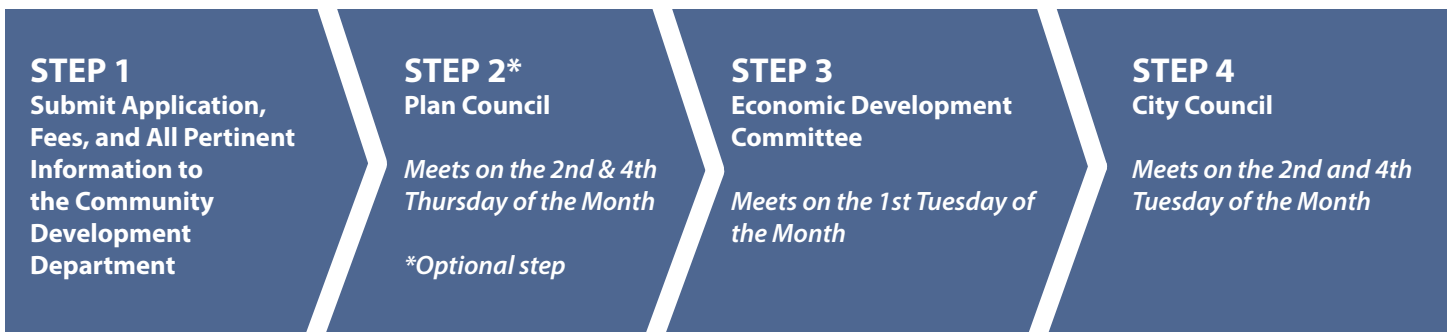 STEP 1
Submit Application,
Fees, and All Pertinent
Information to
the Community
Development
Department
STEP 2*
Plan Council
Meets on the 2nd & 4th
Thursday of the Month
*Optional step
STEP 3
Economic Development
Committee
Meets on the 1st Tuesday of
the Month
STEP 4
City Council
Meets on the 2nd and 4th
Tuesday of the Month